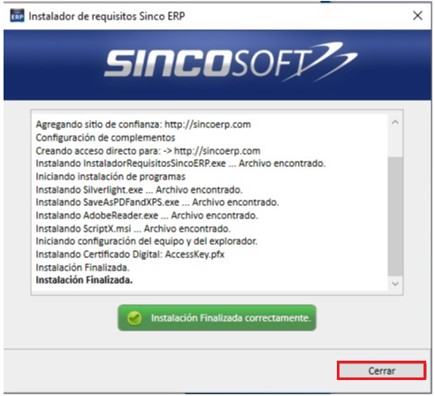 ERP Instalador de requisitos Sinco ERP
SINCOSOFT
Agregando sitio de confianza: http://sincoerp.com
Configuración de complementos
Creando acceso directo para: -> http://sincoerp.com
Instalando InstaladorRequisitosSincoERP.exe ... Archivo encontrado.
Iniciando instalación de programas
Instalando Silverlight.exe ... Archivo encontrado.
Instalando SaveAsPDFandXPS.exe ... Archivo encontrado.
Instalando AdobeReader.exe ... Archivo encontrado.
Instalando ScriptX.msi ... Archivo encontrado.
Iniciando configuración del equipo y del explorador.
Instalando Certificado Digital: AccessKey.pfx
Instalación Finalizada.
Instalación Finalizada.
Instalación Finalizada correctamente.
Cerrar